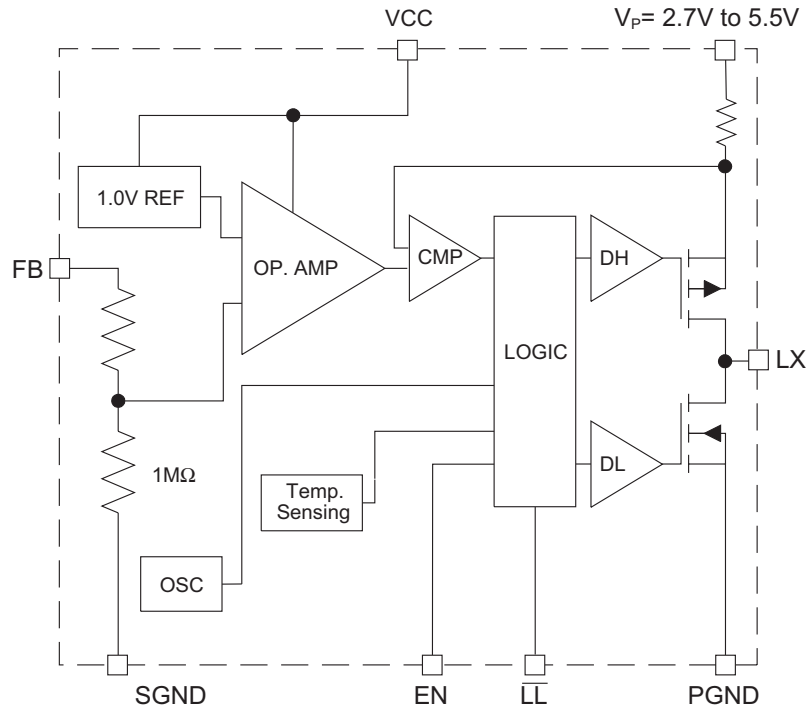 VCC
Vₚ= 2.7V to 5.5V
1.0V REF
FB
OP. AMP
CMP
DH
LOGIC
LX
1MΩ
Temp.
Sensing
DL
OSC
SGND
EN
L̅L̅
PGND